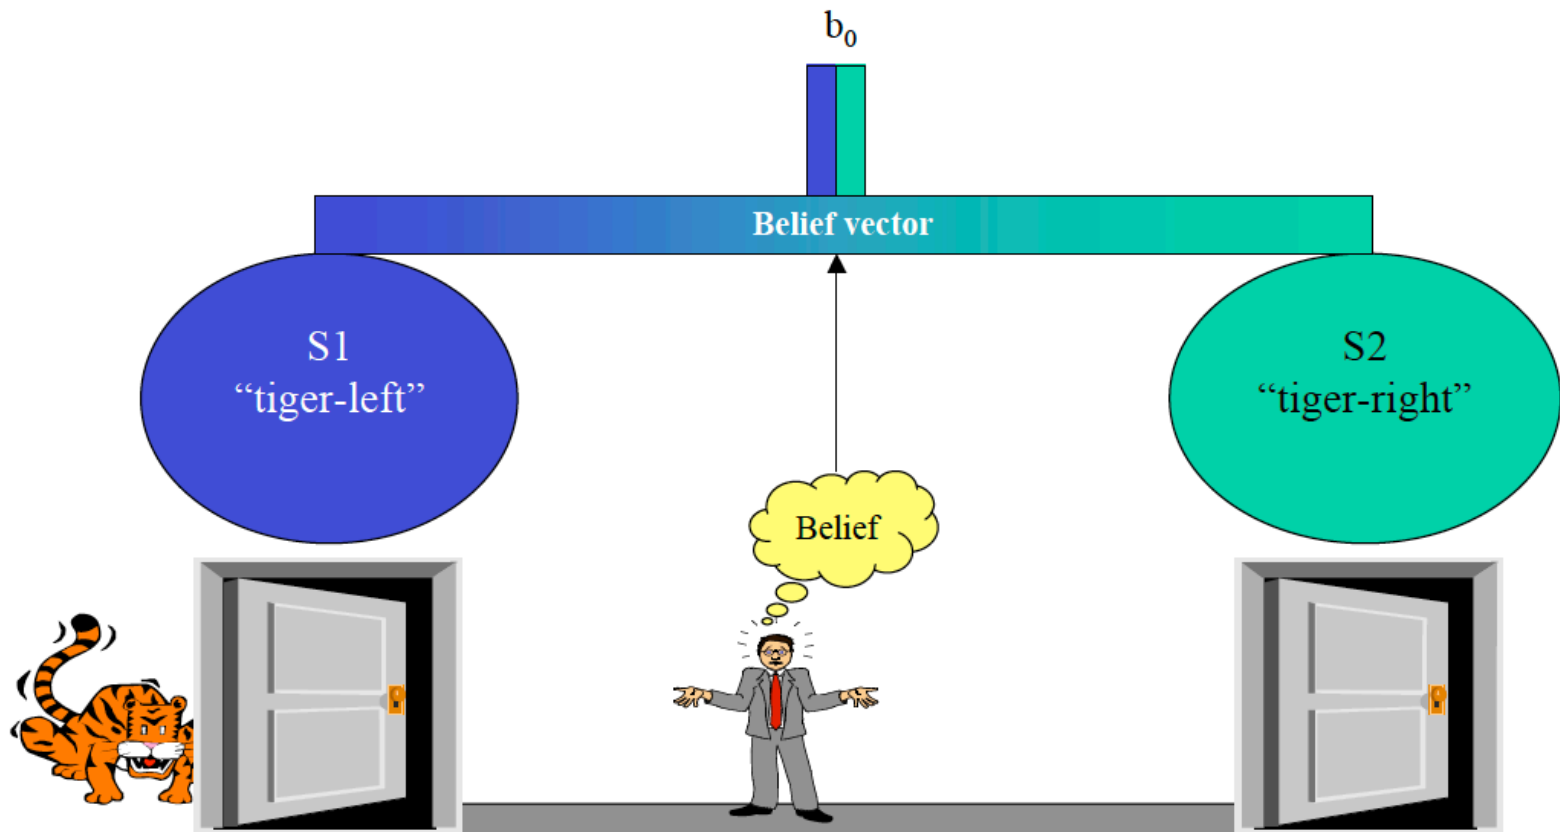 b₀
Belief vector
S1
“tiger-left”
S2
“tiger-right”
Belief